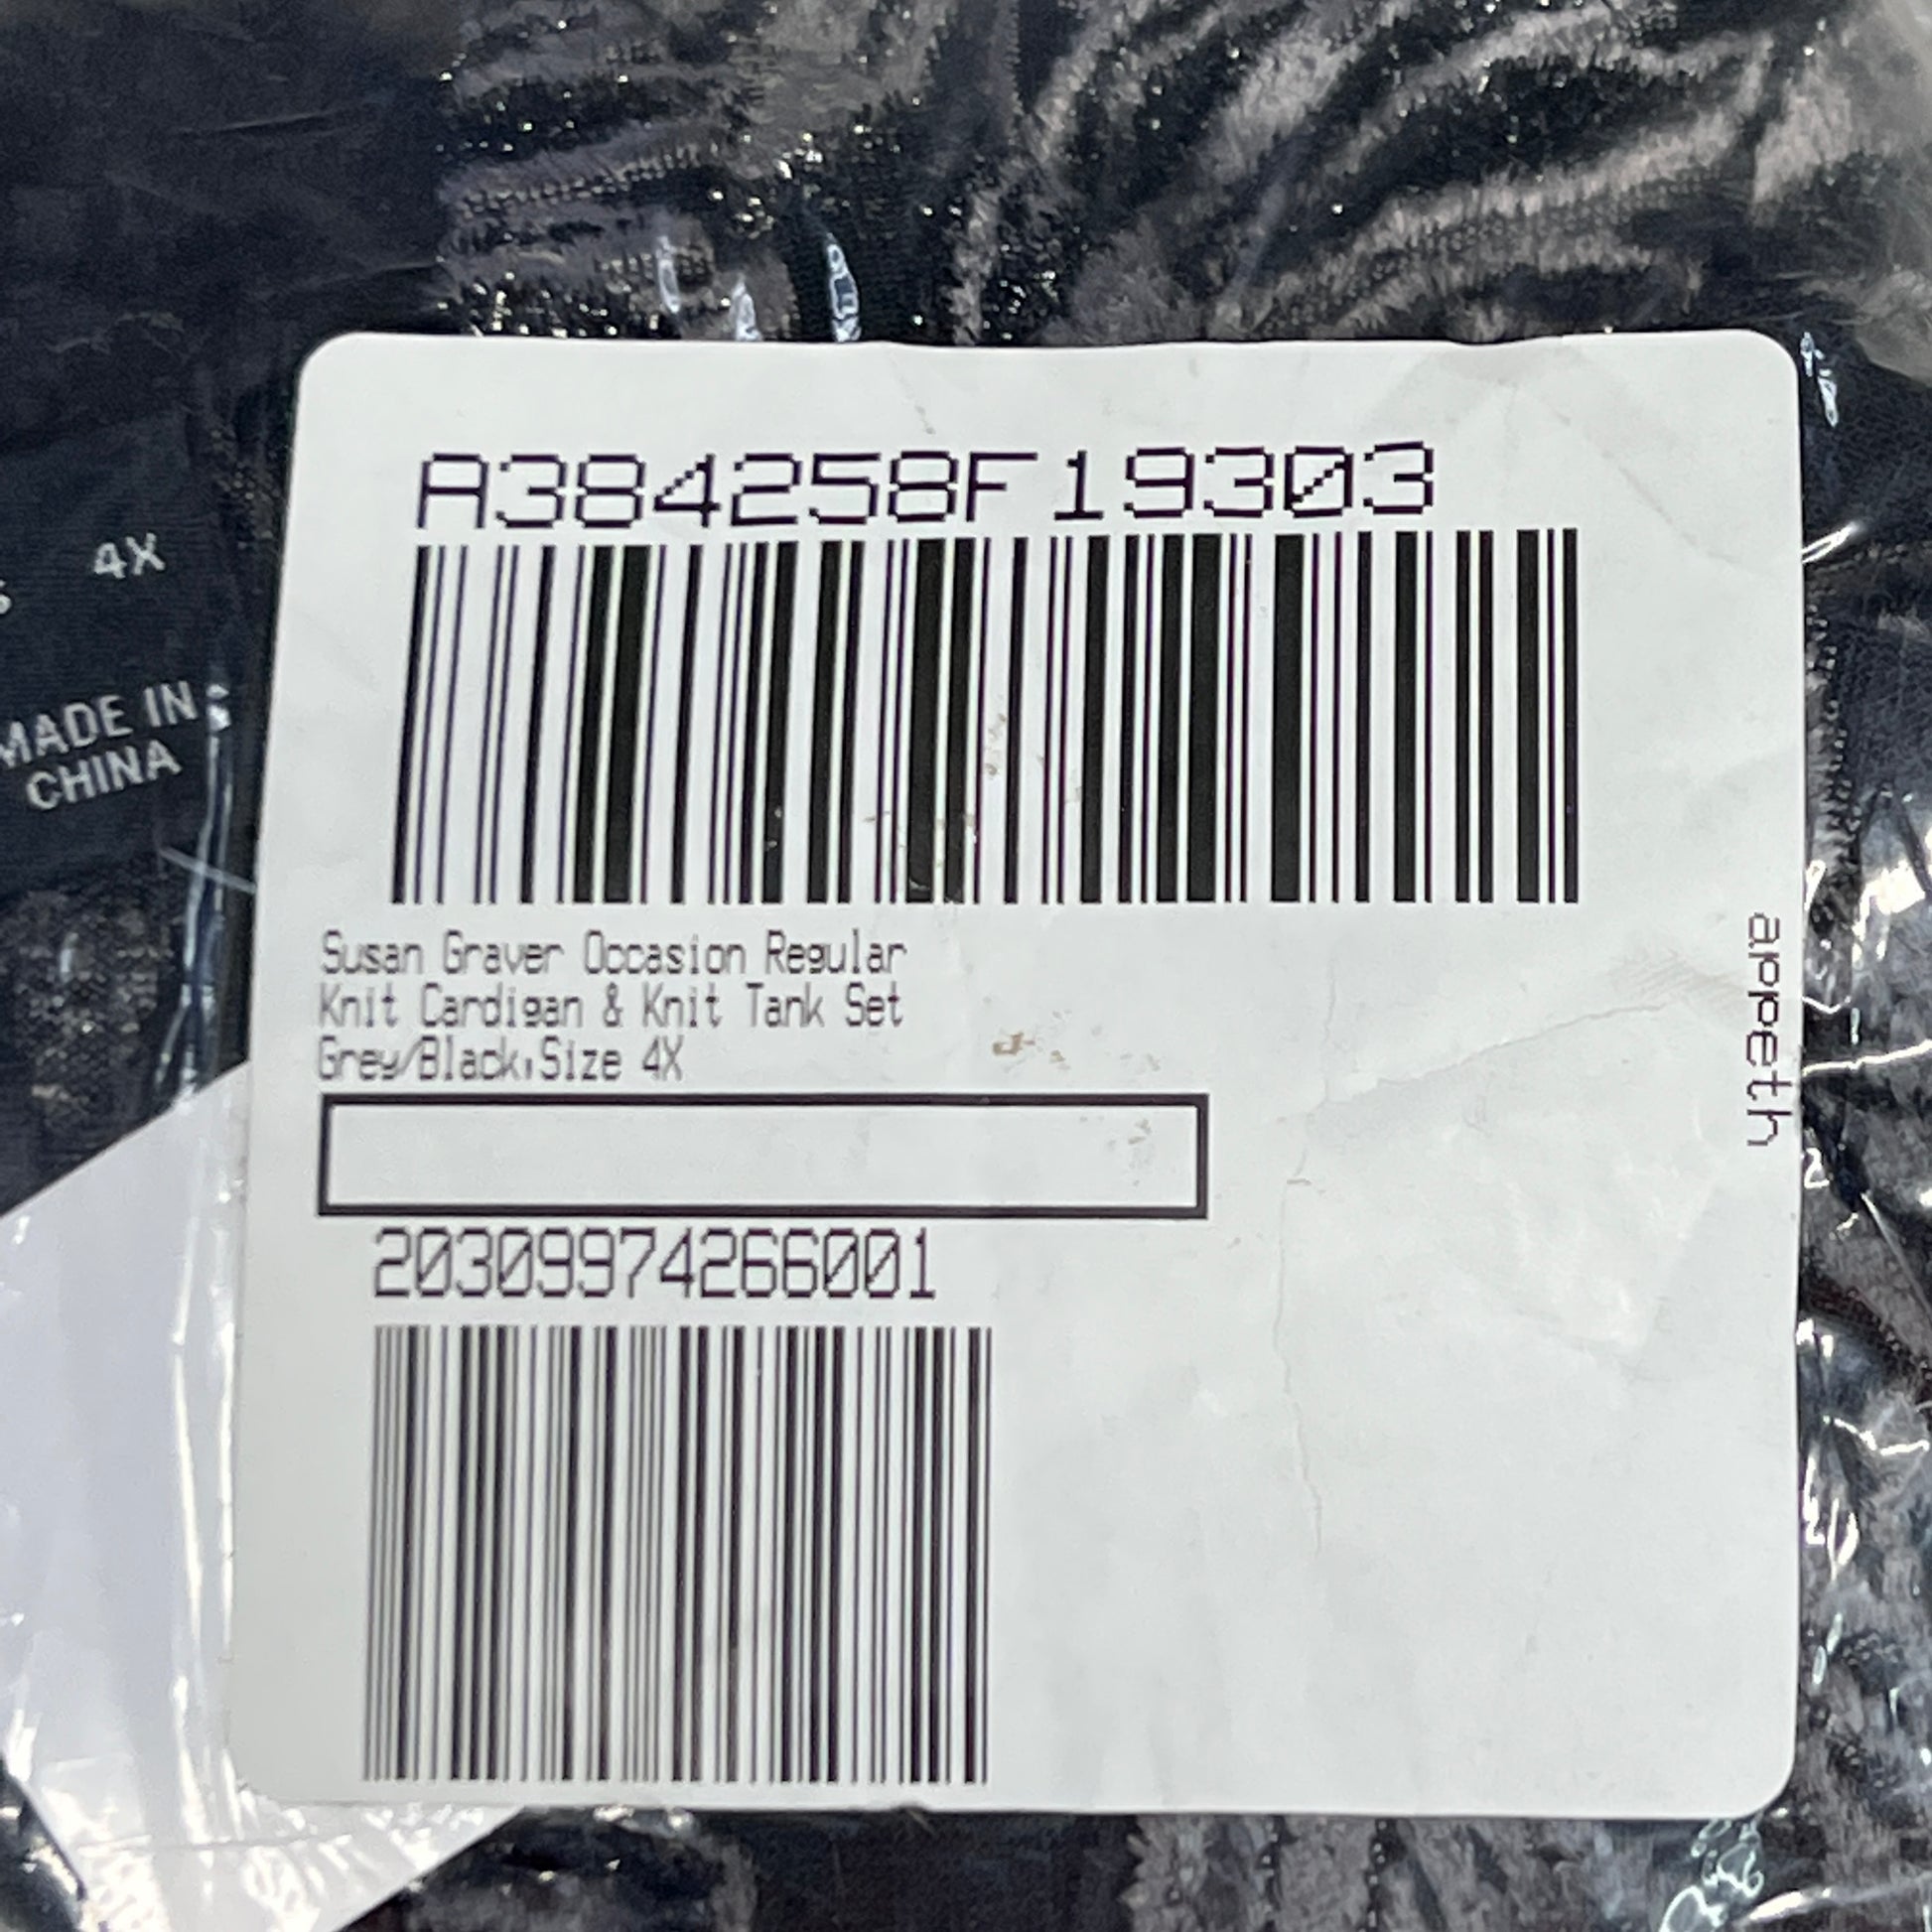 A384258F19303
4X
MADE IN
CHINA
Susan Graver Occasion Regular
Knit Cardigan & Knit Tank Set
Grey/Black,Size 4X
appeth
20309974266001